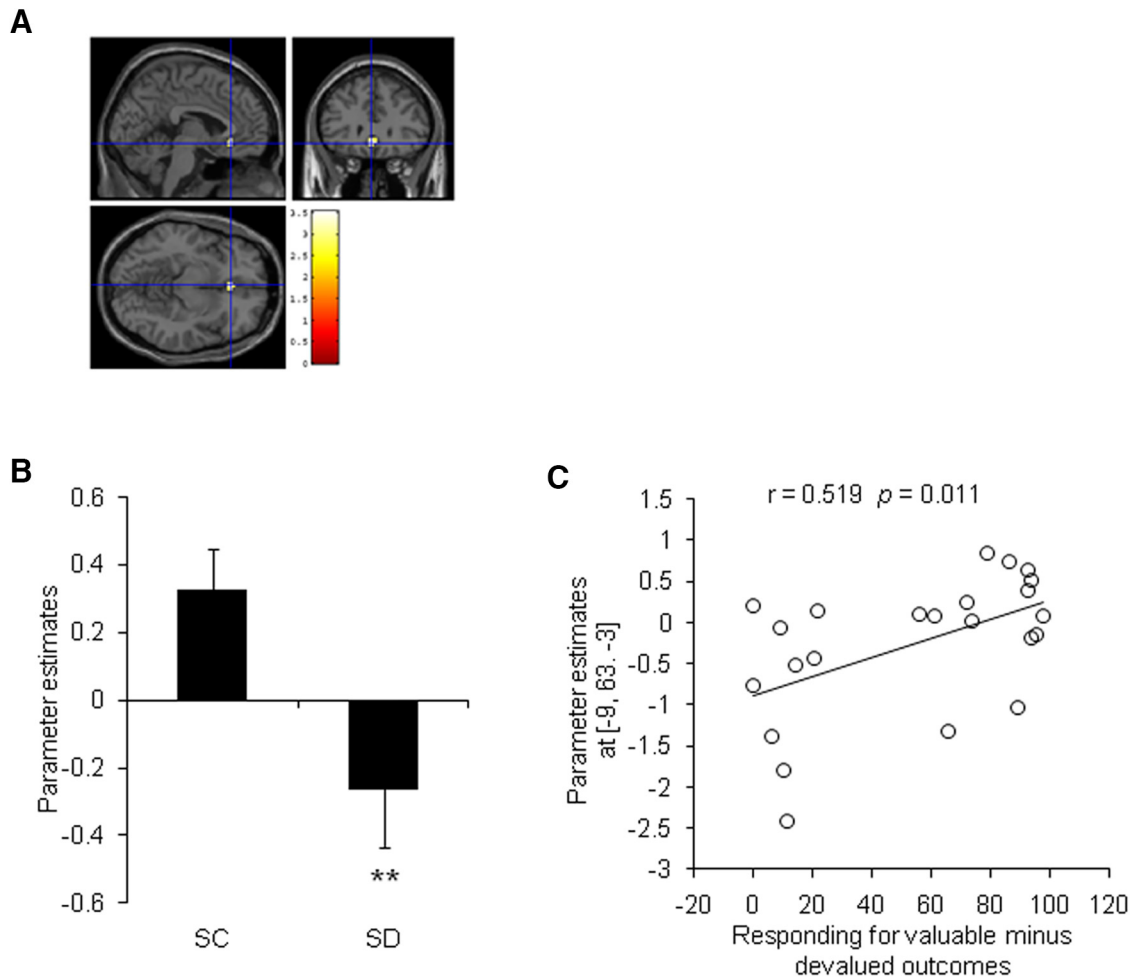 A
3.5
3
2.5
2
1.5
1
0.5
0
B
0.6
0.4
0.2
0
-0.2
-0.4
-0.6
Parameter estimates
**
SC SD
C
r = 0.519 p = 0.011
1.5
1
0.5
0
-0.5
-1
-1.5
-2
-2.5
-3
Parameter estimates
at [-9, 63. -3]
-20 0 20 40 60 80 100 120
Responding for valuable minus
devalued outcomes